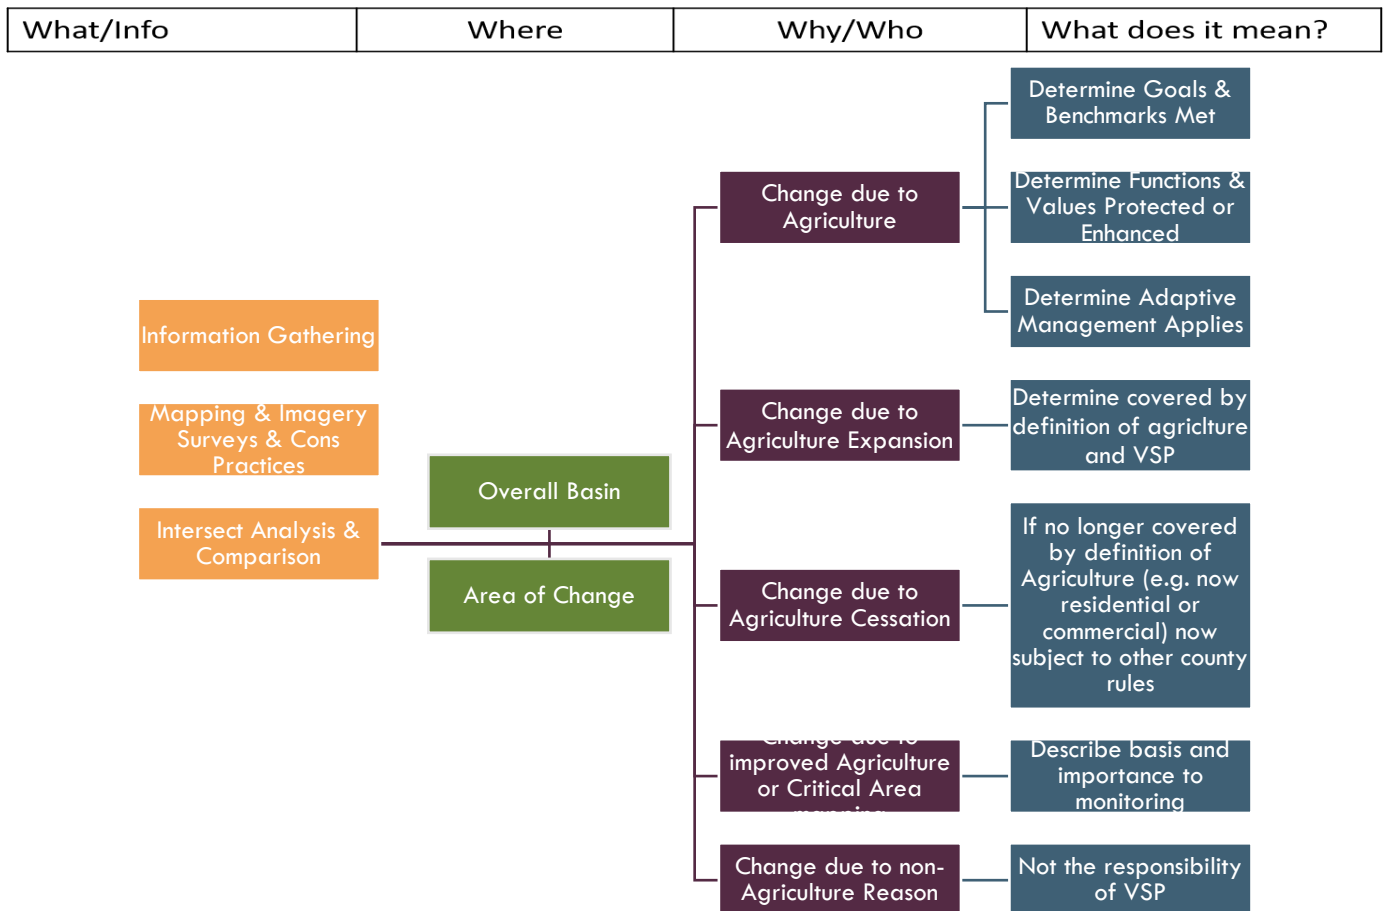 What/Info
Where
Why/Who
What does it mean?
Information Gathering
Mapping & Imagery
Surveys & Cons
Practices
Intersect Analysis &
Comparison
Overall Basin
Area of Change
Change due to
Agriculture
Change due to
Agriculture Expansion
Change due to
Agriculture Cessation
Change due to
improved Agriculture
or Critical Area
mapping
Change due to non-
Agriculture Reason
Determine Goals &
Benchmarks Met
Determine Functions &
Values Protected or
Enhanced
Determine Adaptive
Management Applies
Determine covered by
definition of agriclture
and VSP
If no longer covered
by definition of
Agriculture (e.g. now
residential or
commercial) now
subject to other county
rules
Describe basis and
importance to
monitoring
Not the responsibility
of VSP